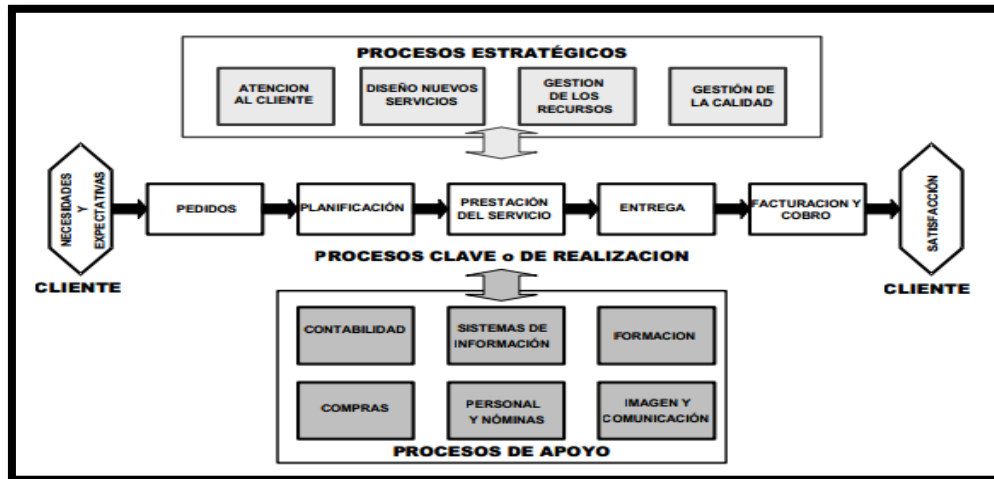 PROCESOS ESTRATÉGICOS
ATENCION
AL CLIENTE
DISEÑO NUEVOS
SERVICIOS
GESTION
DE LOS
RECURSOS
GESTIÓN DE
LA CALIDAD
NECESIDADES
Y
EXPECTATIVAS
CLIENTE
PEDIDOS
PLANIFICACIÓN
PRESTACIÓN
DEL SERVICIO
ENTREGA
FACTURACION Y
COBRO
SATISFACCIÓN
CLIENTE
PROCESOS CLAVE o DE REALIZACION
CONTABILIDAD
SISTEMAS DE
INFORMACIÓN
FORMACION
COMPRAS
PERSONAL
Y NÓMINAS
IMAGEN Y
COMUNICACIÓN
PROCESOS DE APOYO